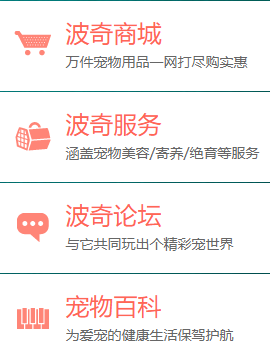 波奇商城
万件宠物用品一网打尽购实惠
波奇服务
涵盖宠物美容/寄养/绝育等服务
波奇论坛
与它共同玩出个精彩宠世界
宠物百科
为爱宠的健康生活保驾护航